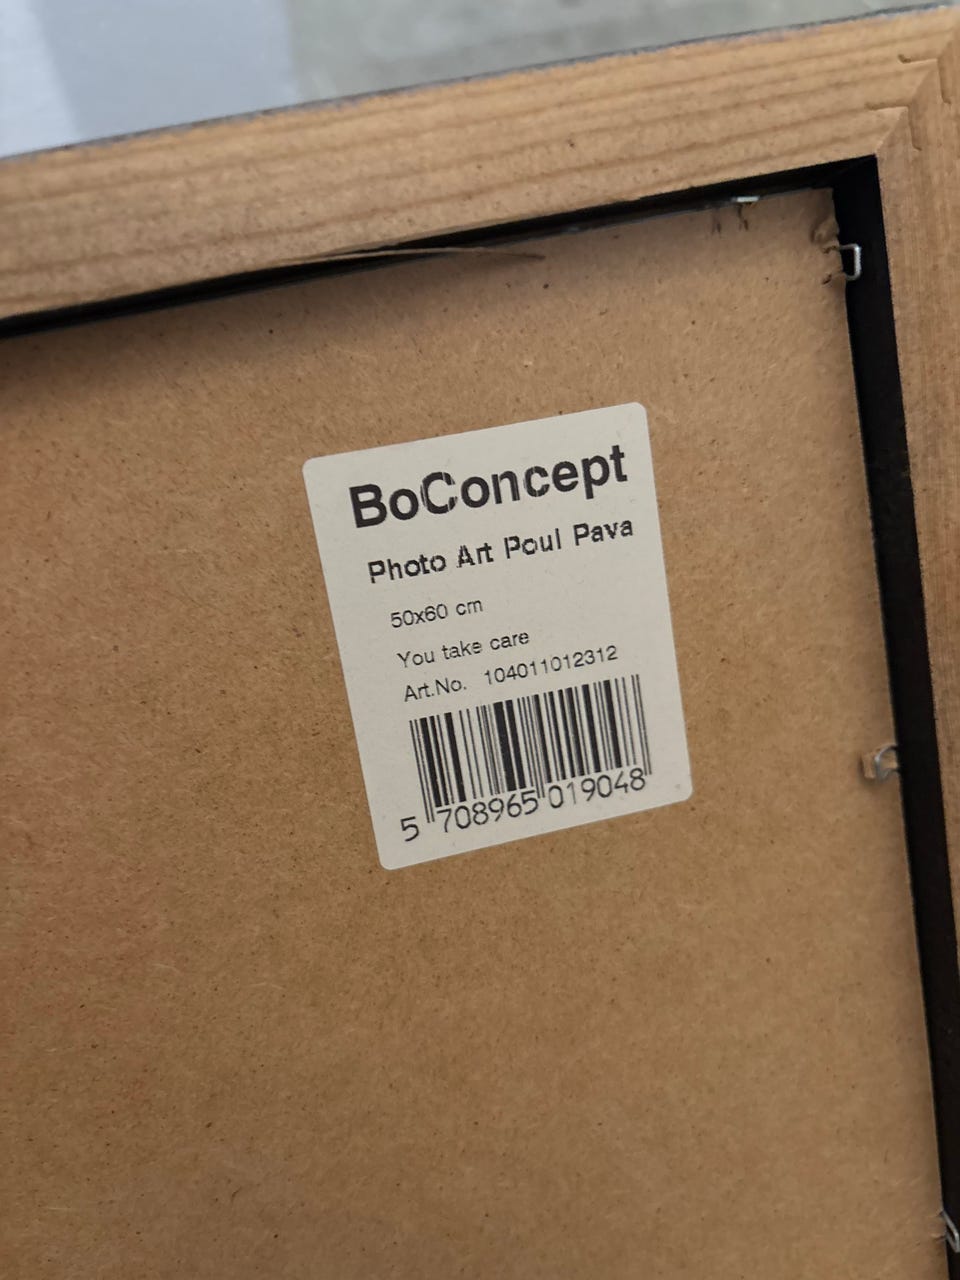 BoConcept
Photo Art Poul Pava
50x60 cm
You take care
Art.No. 104011012312
5 708965 019048